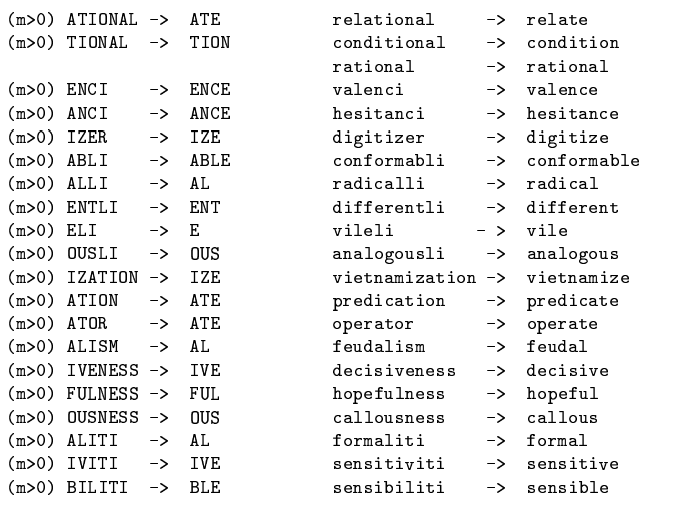 (m>0) ATIONAL -> ATE relational -> relate
(m>0) TIONAL -> TION conditional -> condition
rational -> rational
(m>0) ENCI -> ENCE valenci -> valence
(m>0) ANCI -> ANCE hesitanci -> hesitance
(m>0) IZER -> IZE digitizer -> digitize
(m>0) ABLI -> ABLE conformabli -> conformable
(m>0) ALLI -> AL radicalli -> radical
(m>0) ENTLI -> ENT differentli -> different
(m>0) ELI -> E vileli - > vile
(m>0) OUSLI -> OUS analogousli -> analogous
(m>0) IZATION -> IZE vietnamization -> vietnamize
(m>0) ATION -> ATE predication -> predicate
(m>0) ATOR -> ATE operator -> operate
(m>0) ALISM -> AL feudalism -> feudal
(m>0) IVENESS -> IVE decisiveness -> decisive
(m>0) FULNESS -> FUL hopefulness -> hopeful
(m>0) OUSNESS -> OUS callousness -> callous
(m>0) ALITI -> AL formaliti -> formal
(m>0) IVITI -> IVE sensitiviti -> sensitive
(m>0) BILITI -> BLE sensibiliti -> sensible